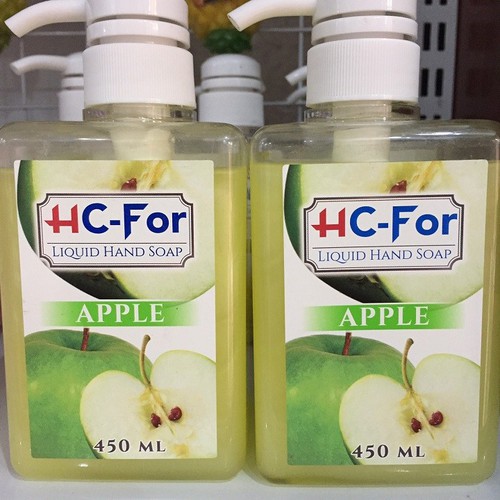 HC-For
LIQUID HAND SOAP
APPLE
450 ML
HC-For
LIQUID HAND SOAP
APPLE
450 ML